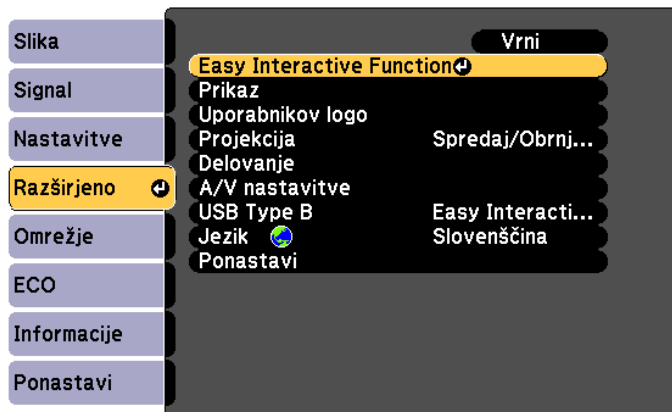 Slika
Signal
Nastavitve
Razširjeno
Omrežje
ECO
Informacije
Ponastavi
Vrni
Easy Interactive Function
Prikaz
Uporabnikov logo
Projekcija Spredaj/Obrnj...
Delovanje
A/V nastavitve
USB Type B Easy Interacti...
Jezik Slovenščina
Ponastavi